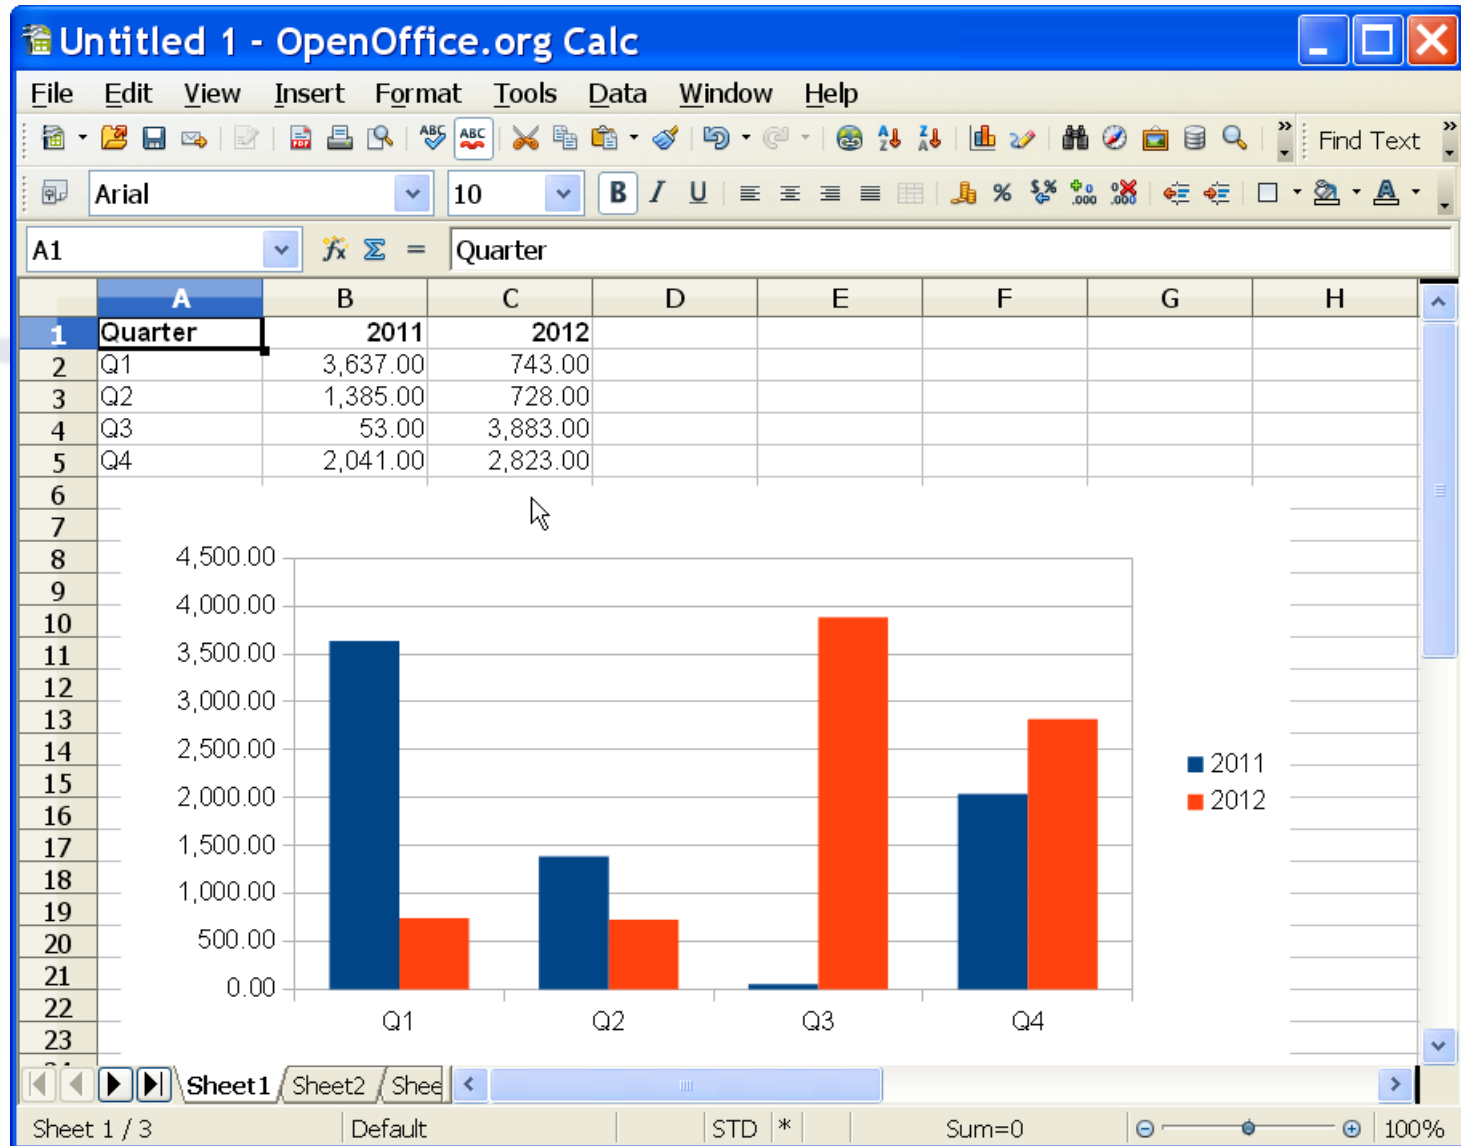 Untitled 1 - OpenOffice.org Calc
File Edit View Insert Format Tools Data Window Help
Find Text
Arial 10 B I U
A1 Quarter
A B C D E F G H
1 Quarter 2011 2012
2 Q1 3,637.00 743.00
3 Q2 1,385.00 728.00
4 Q3 53.00 3,883.00
5 Q4 2,041.00 2,823.00
6
7
8
9
10
11
12
13
14
15
16
17
18
19
20
21
22
23
4,500.00
4,000.00
3,500.00
3,000.00
2,500.00
2,000.00
1,500.00
1,000.00
500.00
0.00
Q1 Q2 Q3 Q4
2011
2012
Sheet1 Sheet2 Shee
Sheet 1 / 3 Default STD * Sum=0 100%